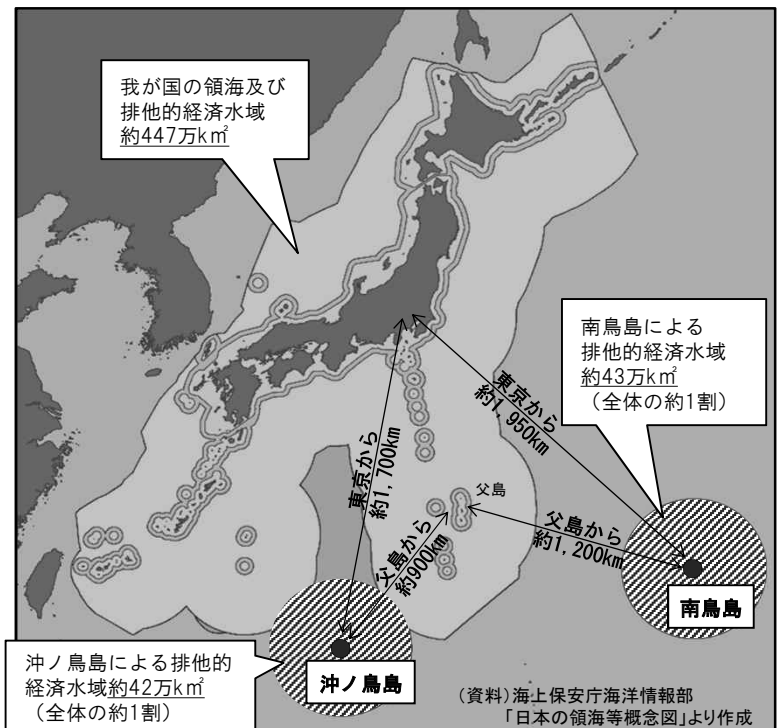 我が国の領海及び
排他的経済水域
約447万k㎡
南鳥島による
排他的経済水域
約43万k㎡
（全体の約1割）
東京から
約1,950km
東京から
約1,700km
父島
父島から
約900km
父島から
約1,200km
南鳥島
沖ノ鳥島
沖ノ鳥島による排他的
経済水域約42万k㎡
（全体の約1割）
（資料）海上保安庁海洋情報部
「日本の領海等概念図」より作成